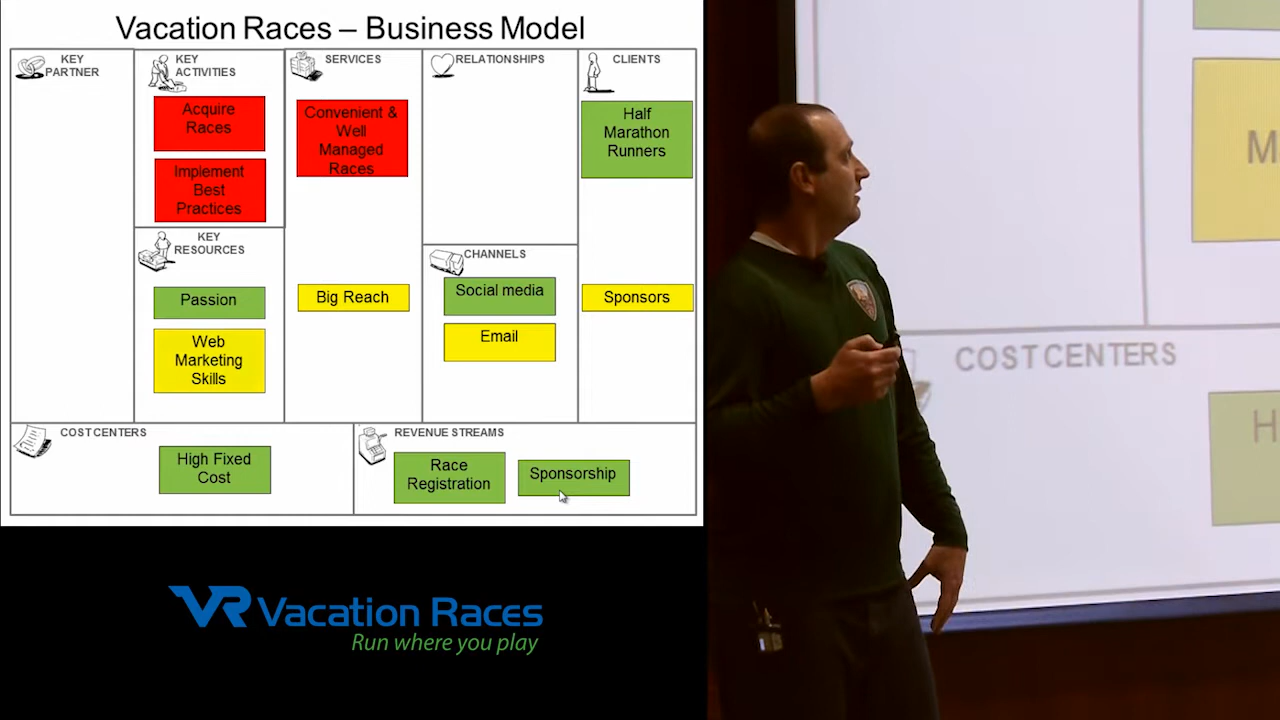 Vacation Races – Business Model
KEY
PARTNER
KEY
ACTIVITIES
Acquire
Races
Implement
Best
Practices
KEY
RESOURCES
Passion
Web
Marketing
Skills
SERVICES
Convenient &
Well
Managed
Races
Big Reach
RELATIONSHIPS
CHANNELS
Social media
Email
CLIENTS
Half
Marathon
Runners
Sponsors
COST CENTERS
High Fixed
Cost
REVENUE STREAMS
Race
Registration
Sponsorship
VR Vacation Races
Run where you play
M
COST CENTERS
H